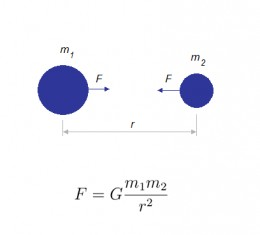 m₁
m₂
F
F
r
F = G m₁m₂ / r²